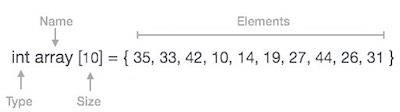 Name
Elements
int array [10] = { 35, 33, 42, 10, 14, 19, 27, 44, 26, 31 }
Type
Size